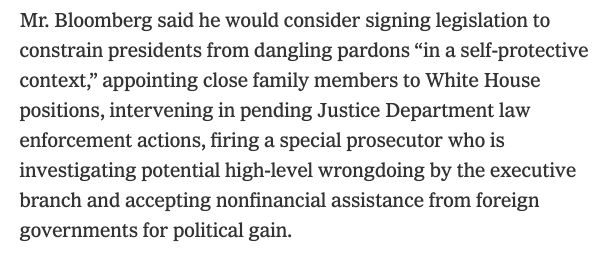 Mr. Bloomberg said he would consider signing legislation to
constrain presidents from dangling pardons “in a self-protective
context,” appointing close family members to White House
positions, intervening in pending Justice Department law
enforcement actions, firing a special prosecutor who is
investigating potential high-level wrongdoing by the executive
branch and accepting nonfinancial assistance from foreign
governments for political gain.